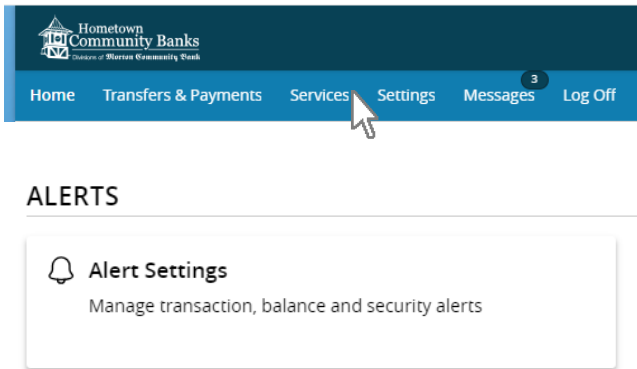 Hometown
Community Banks
Divisions of Morton Community Bank
3
Home Transfers & Payments Services Settings Messages Log Off
ALERTS
Alert Settings
Manage transaction, balance and security alerts